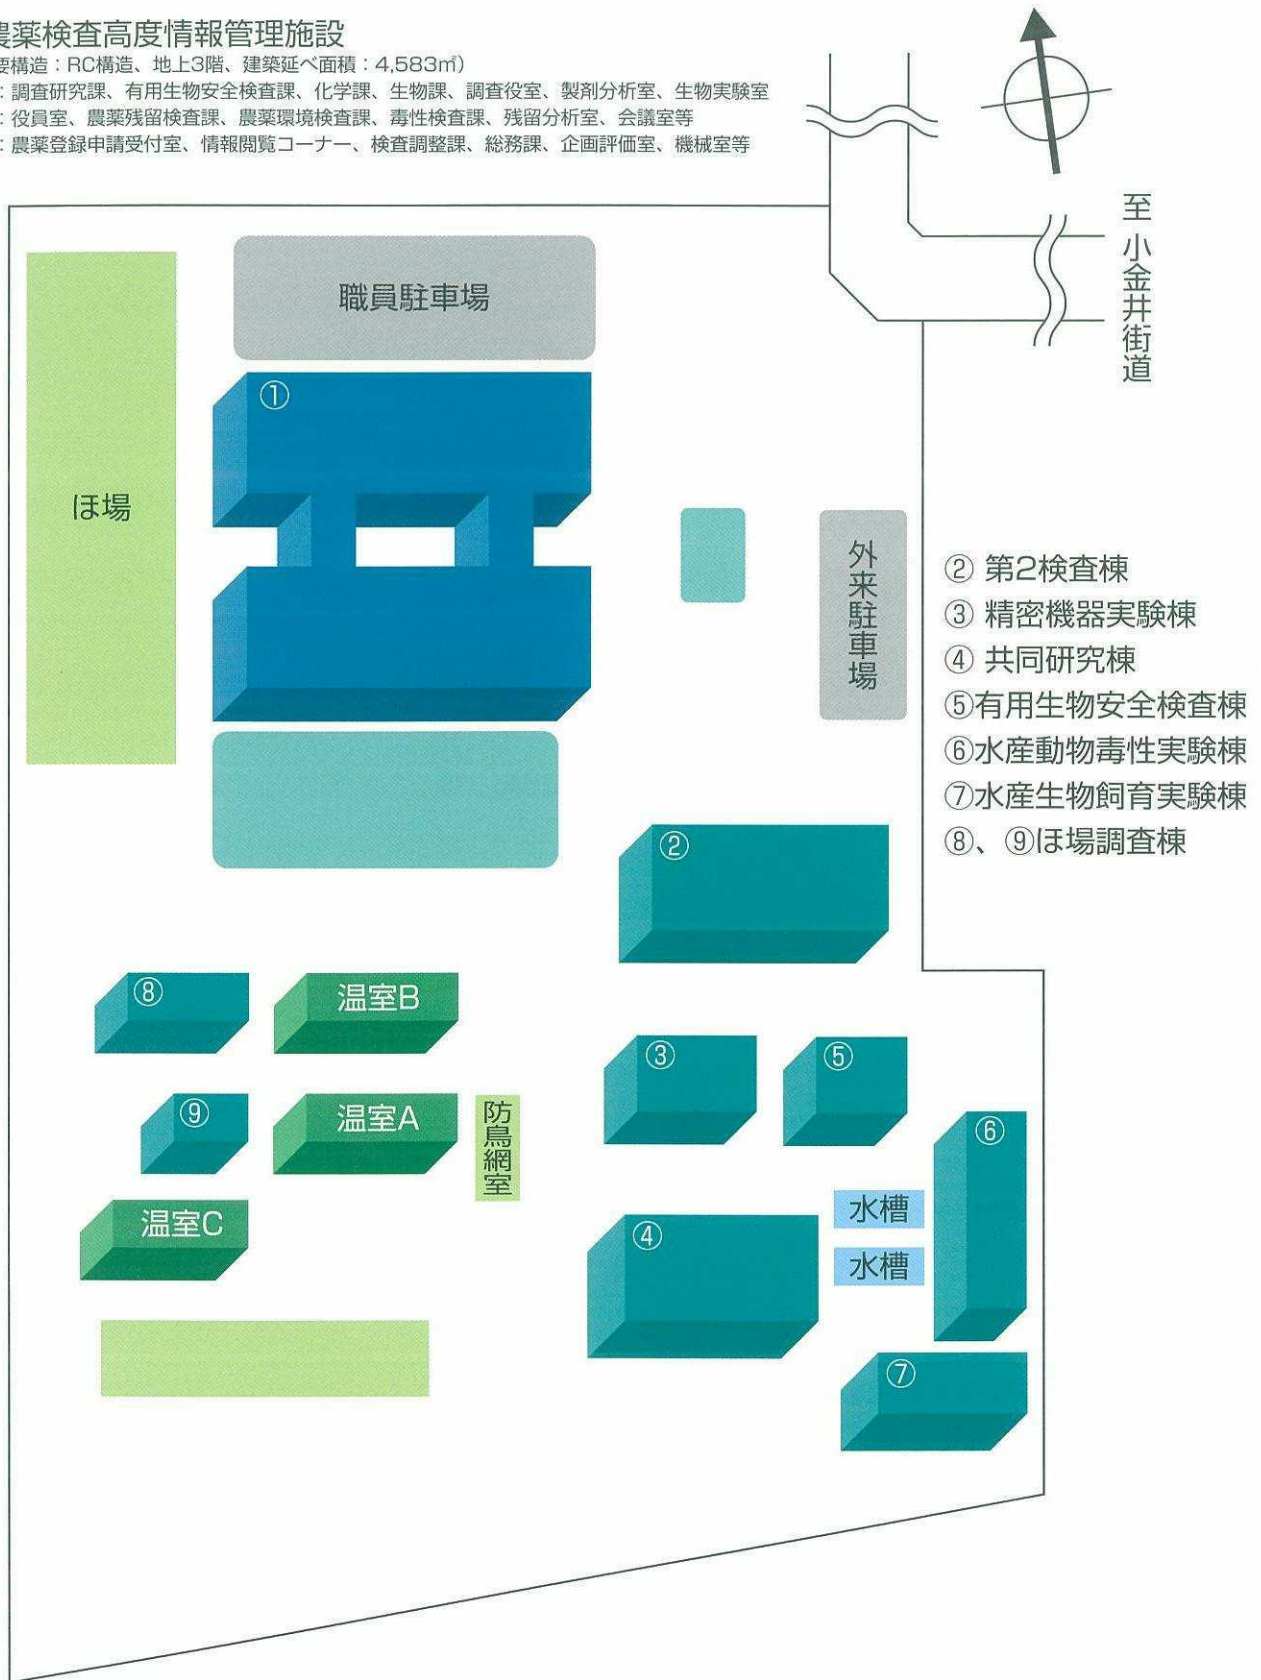 農薬検査高度情報管理施設
要構造：RC構造、地上3階、建築延べ面積：4,583㎡）
：調査研究課、有用生物安全検査課、化学課、生物課、調査役室、製剤分析室、生物実験室
：役員室、農薬残留検査課、農薬環境検査課、毒性検査課、残留分析室、会議室等
：農薬登録申請受付室、情報閲覧コーナー、検査調整課、総務課、企画評価室、機械室等
至 小金井街道
職員駐車場
①
ほ場
外来駐車場
② 第2検査棟
③ 精密機器実験棟
④ 共同研究棟
⑤有用生物安全検査棟
⑥水産動物毒性実験棟
⑦水産生物飼育実験棟
⑧、⑨ほ場調査棟
②
⑧
温室B
③
⑤
⑨
温室A
防鳥網室
⑥
温室C
④
水槽
水槽
⑦